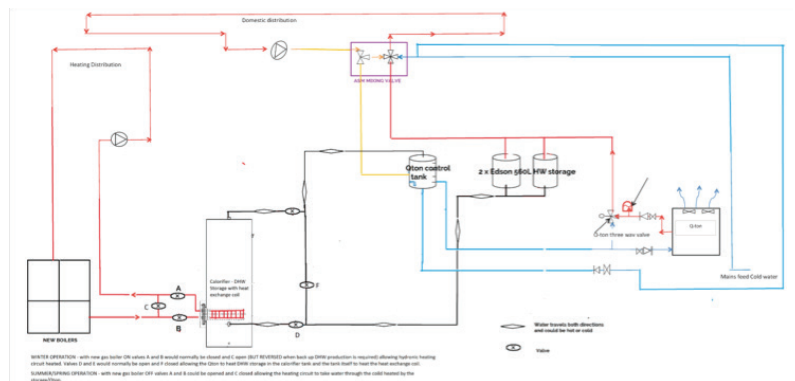 Domestic distribution
Heating Distribution
ASH MIXING VALVE
Qton control
tank
2 x Edson 560L HW storage
Q-ton
Q-ton three way valve
Mains feed Cold water
Calorifier - DHW
Storage with heat
exchange coil
F
F
A
C
B
D
NEW BOILERS
Water travels both directions
and could be hot or cold
Valve
WINTER OPERATION - with new gas boiler ON values A and B would normally be closed and C open (BUT REVERSED when back up DHW production is required) allowing hydronic heating
circuit heated. Valves D and E would normally be open and F closed allowing the Qton to heat DHW storage in the calorifier tank and the tank itself to heat the heat exchange coil.
SUMMER/SPRING OPERATION - with new gas boiler OFF valves A and B could be opened and C closed allowing the heating circuit to take water through the coild heated by the
storage/Qton.